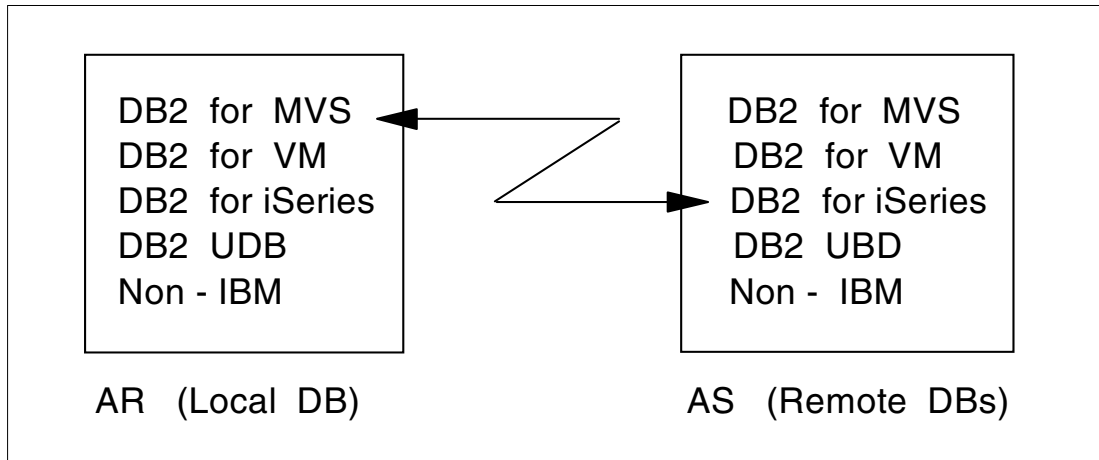 DB2 for MVS
DB2 for VM
DB2 for iSeries
DB2 UDB
Non - IBM
AR (Local DB)
DB2 for MVS
DB2 for VM
DB2 for iSeries
DB2 UBD
Non - IBM
AS (Remote DBs)